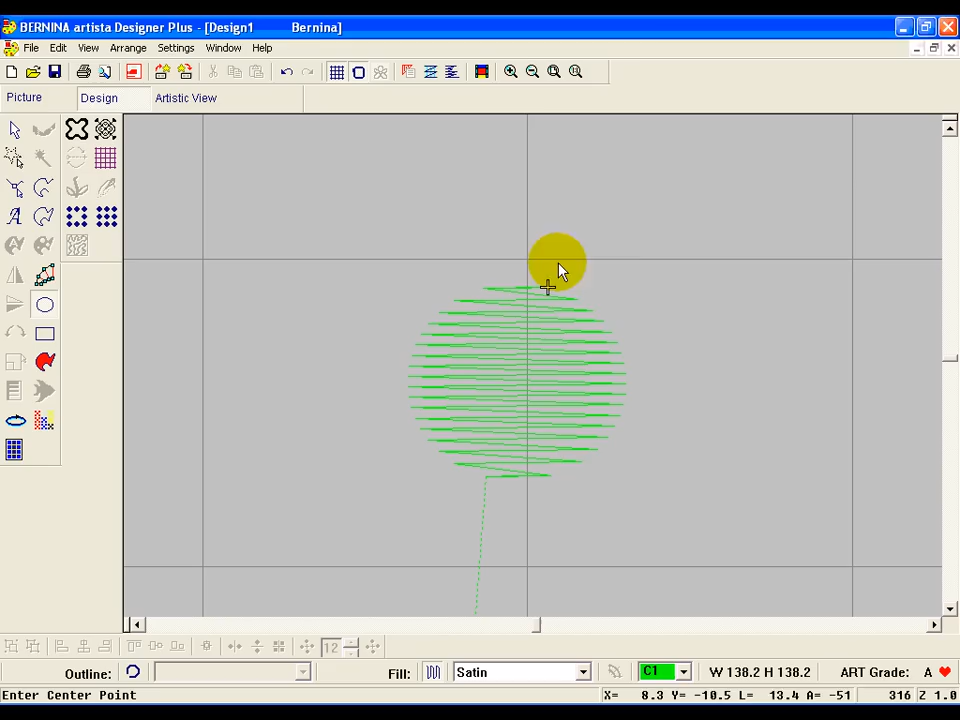 BERNINA artista Designer Plus - [Design1 Bernina]
File Edit View Arrange Settings Window Help
Picture Design Artistic View
A
12
Outline: Fill: Satin C1 W 138.2 H 138.2 ART Grade: A
Enter Center Point X= 8.3 Y= -10.5 L= 13.4 A= -51 316 Z 1.0